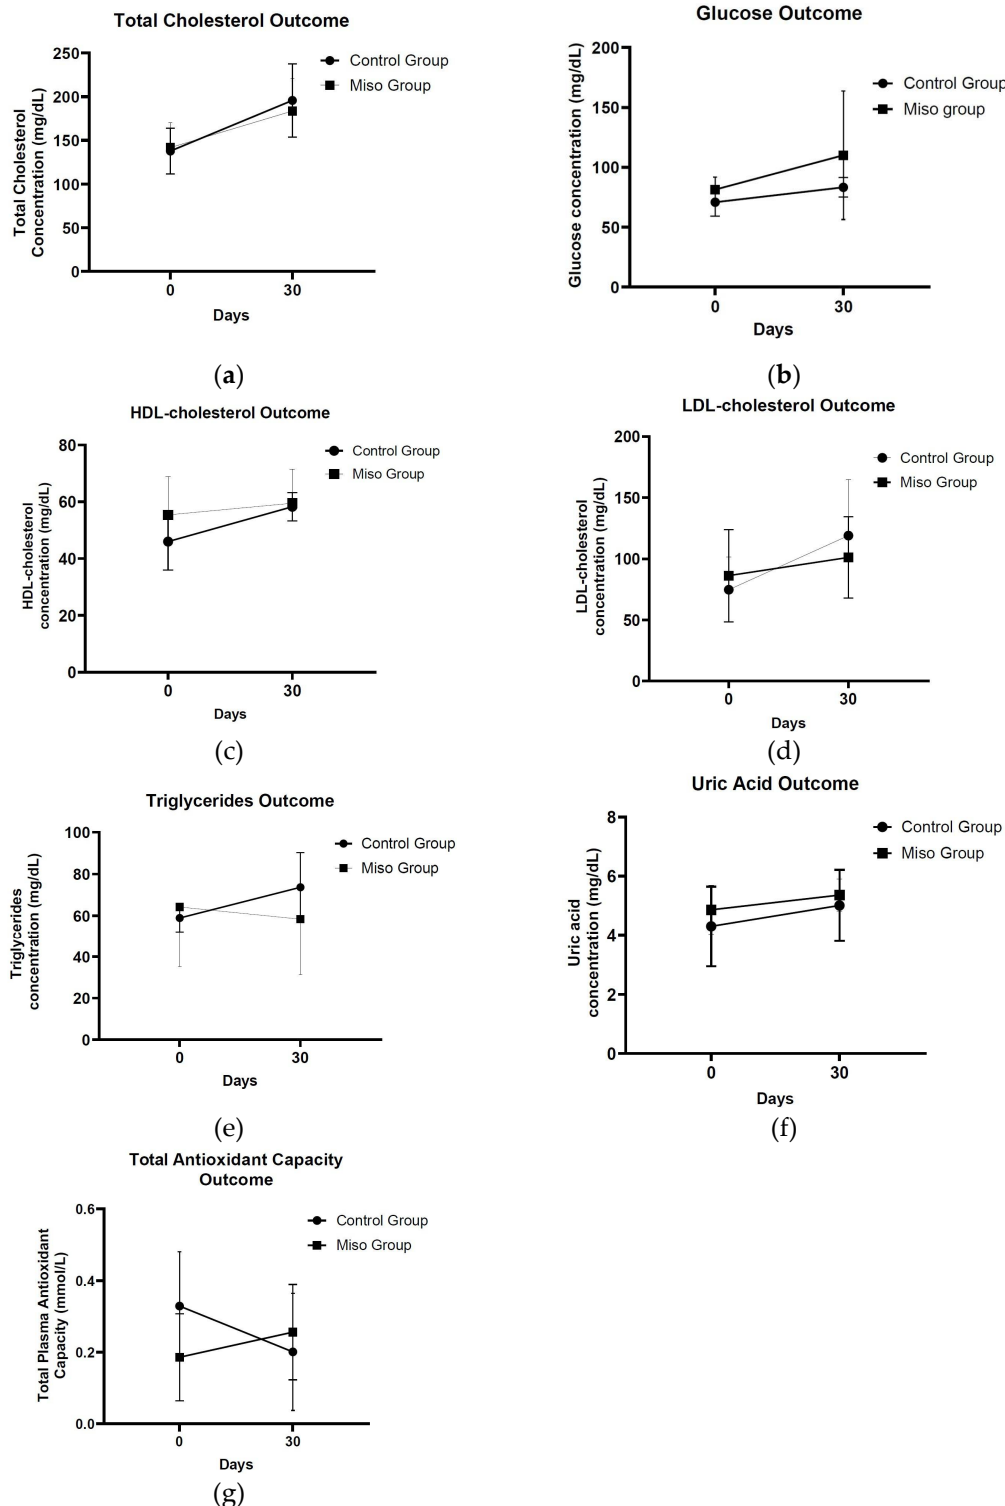 Total Cholesterol Outcome
Total Cholesterol
Concentration (mg/dL)
250
200
150
100
50
0
0 30
Days
Control Group
Miso Group
(a)
Glucose Outcome
Glucose concentration (mg/dL)
200
150
100
50
0
0 30
Days
Control Group
Miso group
(b)
HDL-cholesterol Outcome
HDL-cholesterol
concentration (mg/dL)
80
60
40
20
0
0 30
Days
Control Group
Miso Group
(c)
LDL-cholesterol Outcome
LDL-cholesterol
concentration (mg/dL)
200
150
100
50
0
0 30
Days
Control Group
Miso Group
(d)
Triglycerides Outcome
Triglycerides
concentration (mg/dL)
100
80
60
40
20
0
0 30
Days
Control Group
Miso Group
(e)
Uric Acid Outcome
Uric acid
concentration (mg/dL)
8
6
4
2
0
0 30
Days
Control Group
Miso Group
(f)
Total Antioxidant Capacity
Outcome
Total Plasma Antioxidant
Capacity (mmol/L)
0.6
0.4
0.2
0.0
0 30
Days
Control Group
Miso Group
(g)